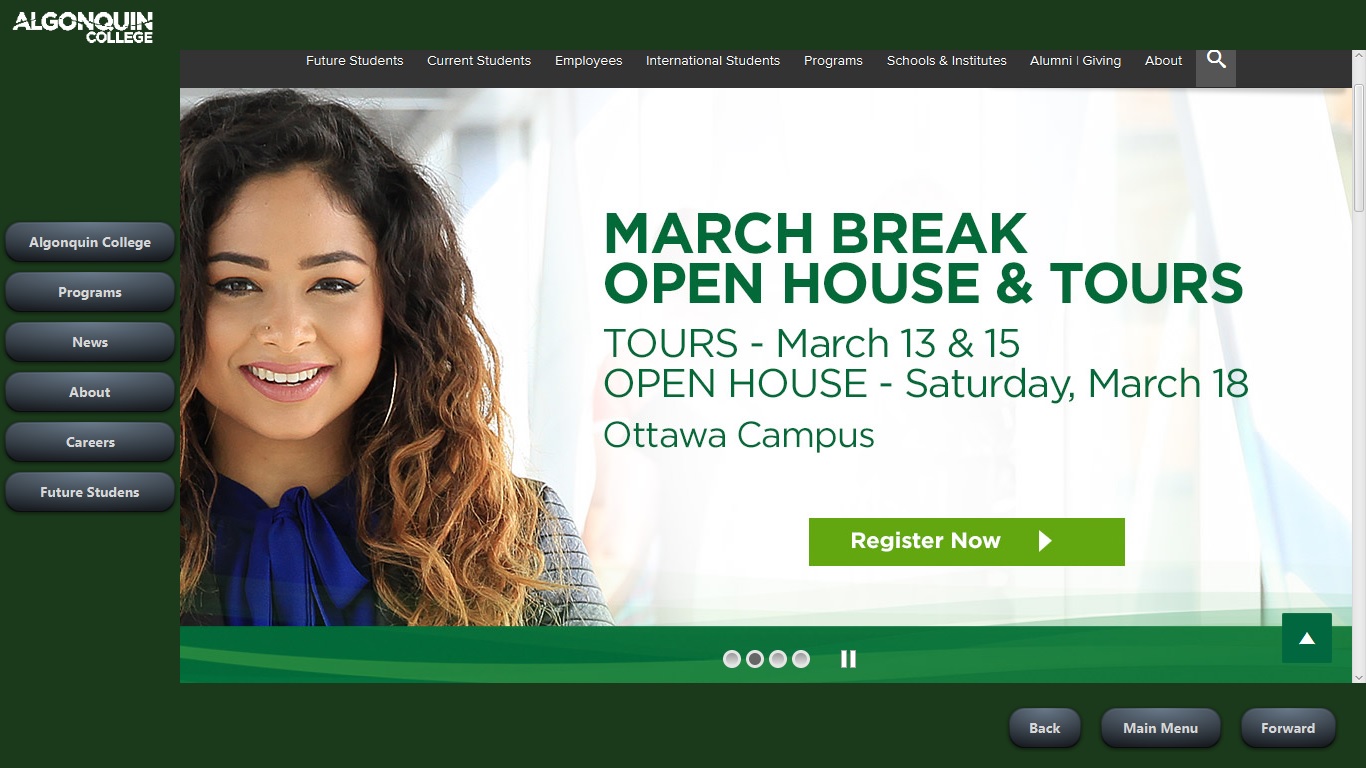 ALGONQUIN
COLLEGE
Future Students Current Students Employees International Students Programs Schools & Institutes Alumni | Giving About
Algonquin College
Programs
News
About
Careers
Future Studens
MARCH BREAK
OPEN HOUSE & TOURS
TOURS - March 13 & 15
OPEN HOUSE - Saturday, March 18
Ottawa Campus
Register Now
Back Main Menu Forward